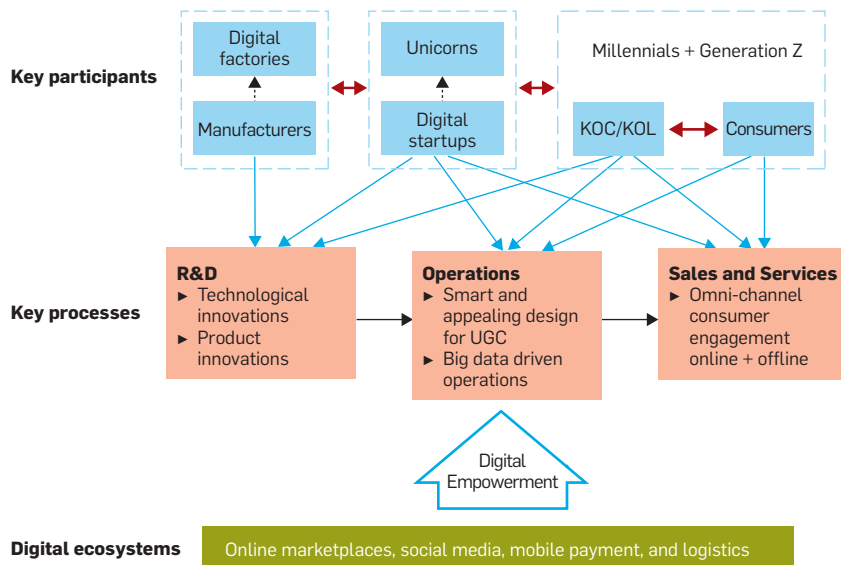 Key participants
Digital
factories
Manufacturers
Unicorns
Digital
startups
Millennials + Generation Z
KOC/KOL
Consumers
Key processes
R&D
► Technological
innovations
► Product
innovations
Operations
► Smart and
appealing design
for UGC
► Big data driven
operations
Sales and Services
► Omni-channel
consumer
engagement
online + offline
Digital
Empowerment
Digital ecosystems
Online marketplaces, social media, mobile payment, and logistics